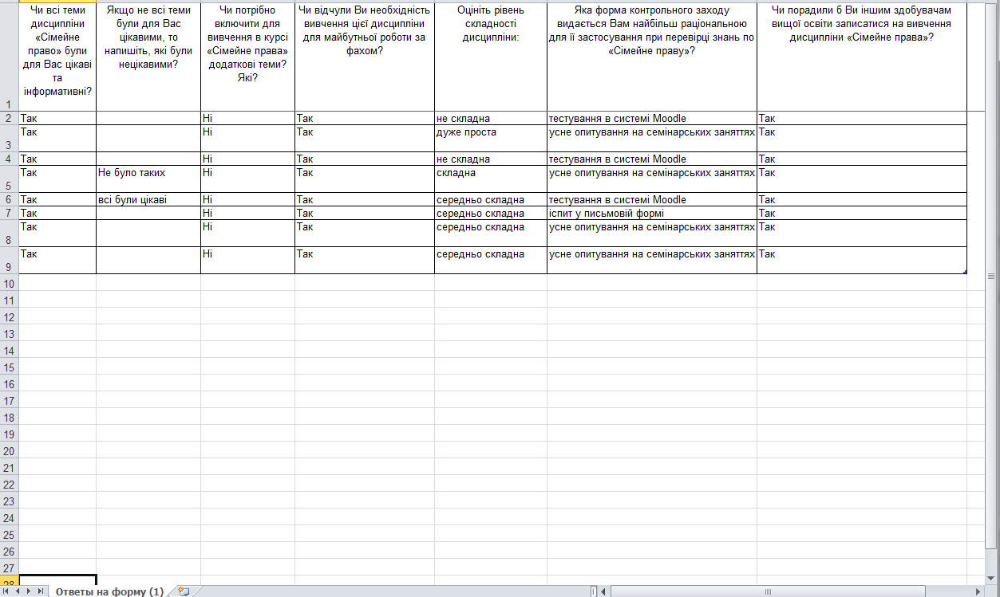 Чи всі теми
дисципліни
«Сімейне
право» були
для Вас цікаві
та
інформативні?
Якщо не всі теми
були для Вас
цікавими, то
напишіть, які були
нецікавими?
Чи потрібно
включити для
вивчення в курсі
«Сімейне права»
додаткові теми?
Які?
Чи відчули Ви необхідність
вивчення цієї дисципліни
для майбутньої роботи за
фахом?
Оцініть рівень
складності
дисципліни:
Яка форма контрольного заходу
видається Вам найбільш раціональною
для її застосування при перевірці знань по
«Сімейне праву»?
Чи порадили б Ви іншим здобувачам
вищої освіти записатися на вивчення
дисципліни «Сімейне права»?
1
2 Так Ні Так не складна тестування в системі Moodle Так
3 Так Ні Так дуже проста усне опитування на семінарських заняттях Так
4 Так Ні Так не складна тестування в системі Moodle Так
5 Так Не було таких Ні Так складна усне опитування на семінарських заняттях Так
6 Так всі були цікаві Ні Так середньо складна тестування в системі Moodle Так
7 Так Ні Так середньо складна іспит у письмовій формі Так
8 Так Ні Так середньо складна усне опитування на семінарських заняттях Так
9 Так Ні Так середньо складна усне опитування на семінарських заняттях Так
10
11
12
13
14
15
16
17
18
19
20
21
22
23
24
25
26
27
28
Ответы на форму (1)